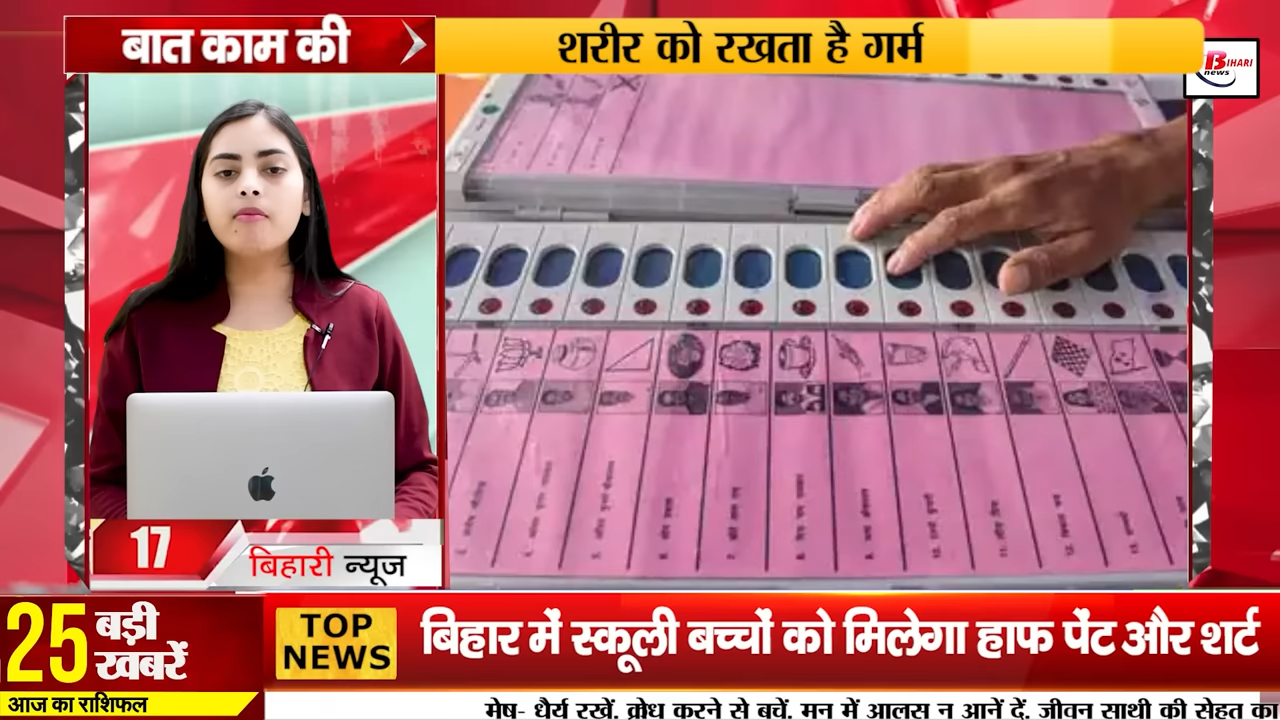 बात काम की
शरीर को रखता है गर्म
BIHARI
news
17
बिहारी न्यूज
25 बड़ी
खबरें
TOP
NEWS
बिहार में स्कूली बच्चों को मिलेगा हाफ पेंट और शर्ट
आज का राशिफल
मेष- धैर्य रखें, क्रोध करने से बचें, मन में आलस न आनें दें, जीवन साथी की सेहत का